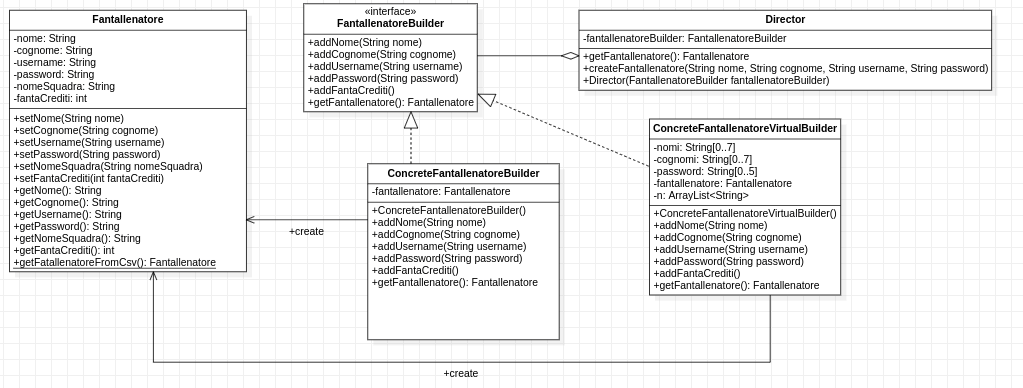 Fantallenatore
-nome: String
-cognome: String
-username: String
-password: String
-nomeSquadra: String
-fantaCrediti: int
+setNome(String nome)
+setCognome(String cognome)
+setUsername(String username)
+setPassword(String password)
+setNomeSquadra(String nomeSquadra)
+setFantaCrediti(int fantaCrediti)
+getNome(): String
+getCognome(): String
+getUsername(): String
+getPassword(): String
+getNomeSquadra(): String
+getFantaCrediti(): int
+getFatallenatoreFromCsv(): Fantallenatore
«interface»
FantallenatoreBuilder
+addNome(String nome)
+addCognome(String cognome)
+addUsername(String username)
+addPassword(String password)
+addFantaCrediti()
+getFantallenatore(): Fantallenatore
Director
-fantallenatoreBuilder: FantallenatoreBuilder
+getFantallenatore(): Fantallenatore
+createFantallenatore(String nome, String cognome, String username, String password)
+Director(FantallenatoreBuilder fantallenatoreBuilder)
ConcreteFantallenatoreBuilder
-fantallenatore: Fantallenatore
+ConcreteFantallenatoreBuilder()
+addNome(String nome)
+addCognome(String cognome)
+addUsername(String username)
+addPassword(String password)
+addFantaCrediti()
+getFantallenatore(): Fantallenatore
ConcreteFantallenatoreVirtualBuilder
-nomi: String[0..7]
-cognomi: String[0..7]
-password: String[0..5]
-fantallenatore: Fantallenatore
-n: ArrayList<String>
+ConcreteFantallenatoreVirtualBuilder()
+addNome(String nome)
+addCognome(String cognome)
+addUsername(String username)
+addPassword(String password)
+addFantaCrediti()
+getFantallenatore(): Fantallenatore
+create
+create